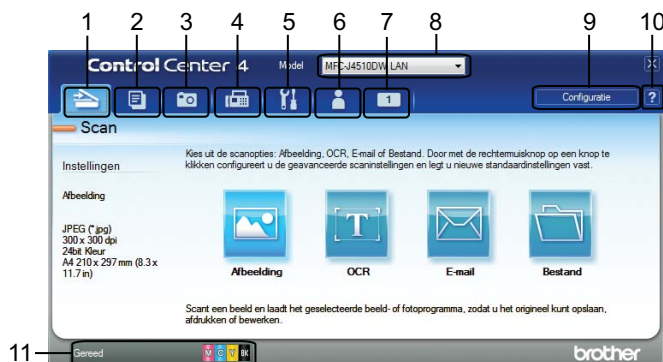 1 2 3 4 5 6 7 8 9 10
Control Center 4 Model MFC-J4510DW LAN
1
Configuratie ?
Scan
Instellingen
Afbeelding
JPEG (*.jpg)
300 x 300 dpi
24bit Kleur
A4 210 x 297 mm (8.3 x
11.7 in)
Kies uit de scanopties: Afbeelding, OCR, E-mail of Bestand. Door met de rechtermuisknop op een knop te
klikken configureert u de geavanceerde scaninstellingen en legt u nieuwe standaardinstellingen vast.
T
Afbeelding OCR E-mail Bestand
Scant een beeld en laadt het geselecteerde beeld- of fotoprogramma, zodat u het origineel kunt opslaan,
afdrukken of bewerken.
11 Gereed M C Y BK
brother